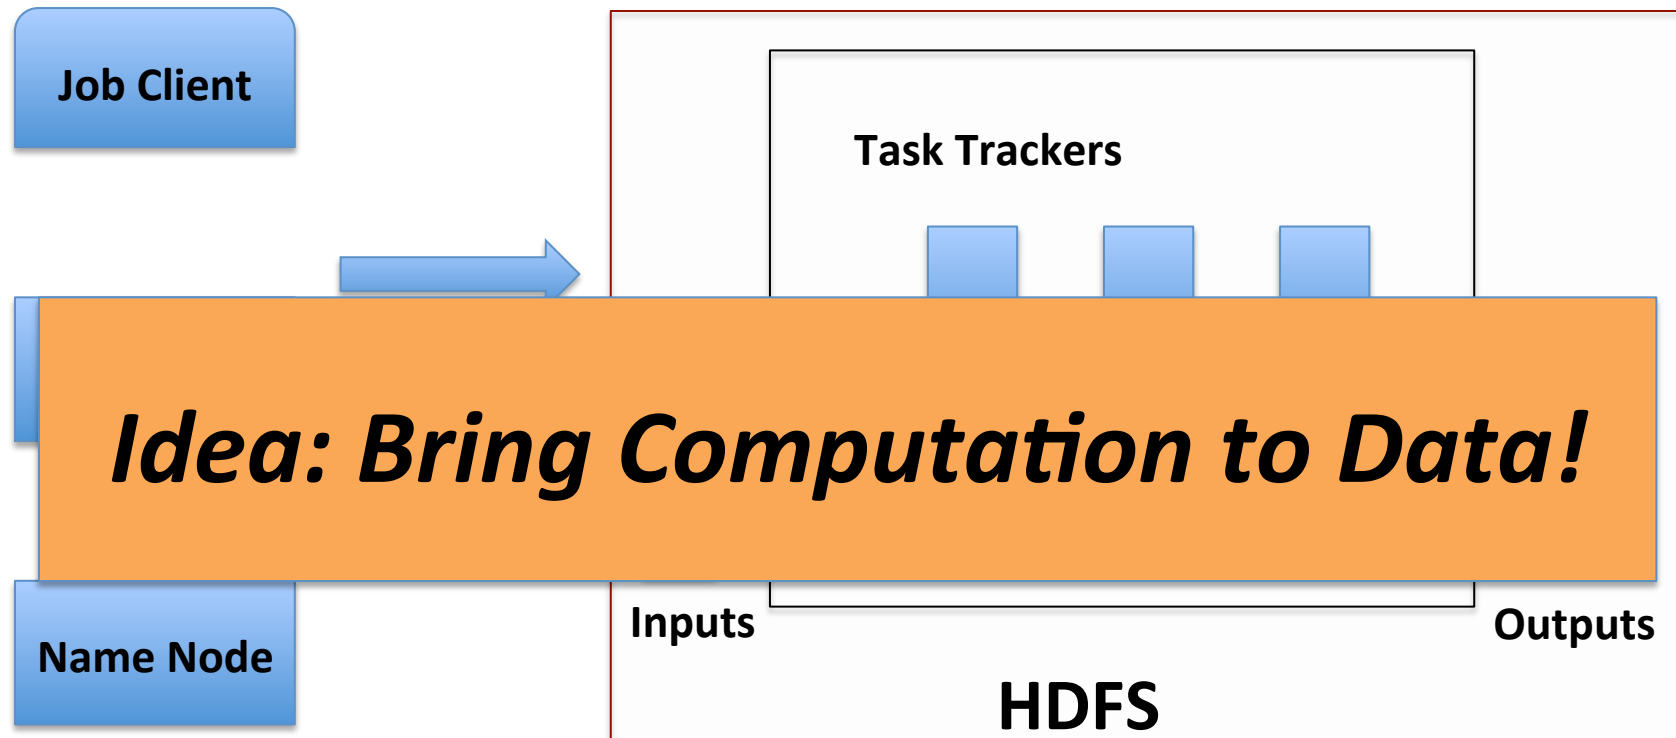 Job Client
Task Trackers
Idea: Bring Computation to Data!
Inputs
Outputs
Name Node
HDFS